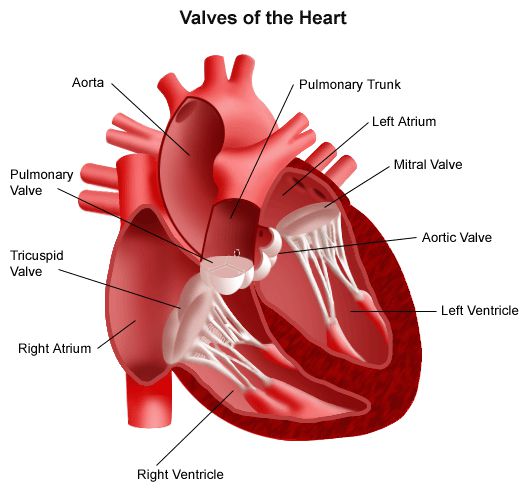 Valves of the Heart
Aorta
Pulmonary Trunk
Left Atrium
Mitral Valve
Pulmonary
Valve
Aortic Valve
Tricuspid
Valve
Left Ventricle
Right Atrium
Right Ventricle